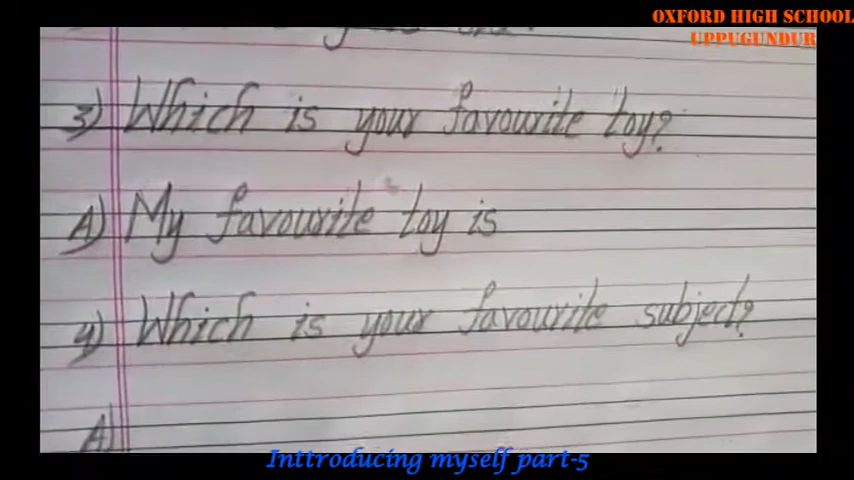 OXFORD HIGH SCHOOL
UPPUGUNDUR
3) Which is your favourite toy?
A) My favourite toy is
4) Which is your favourite subject?
A)
Inttroducing myself part-5